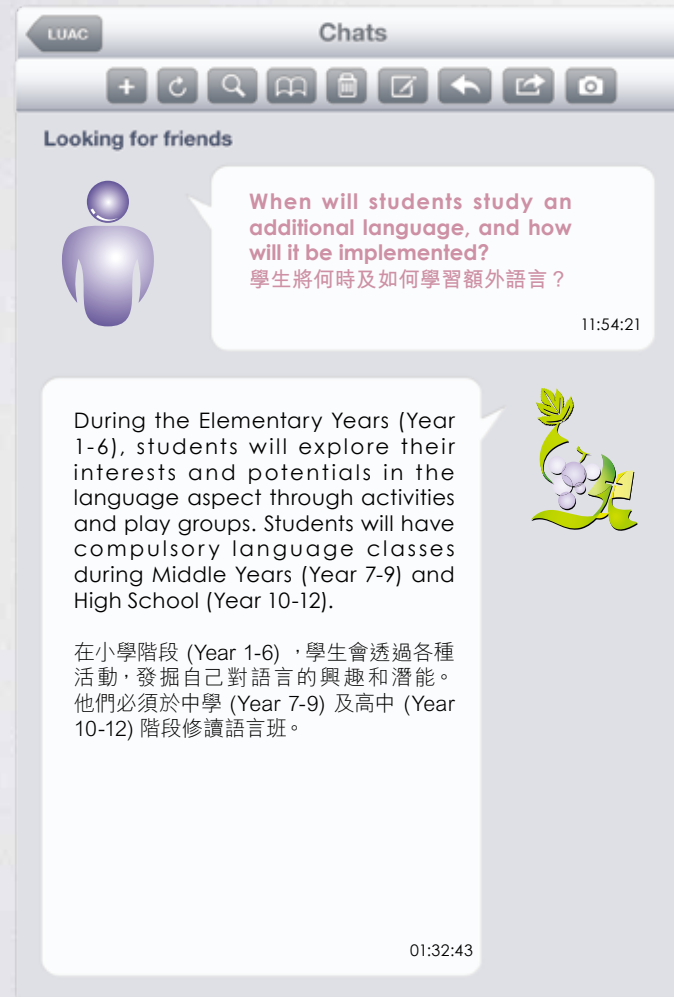 LUAC
Chats
Looking for friends
When will students study an
additional language, and how
will it be implemented?
學生將何時及如何學習額外語言？
11:54:21
During the Elementary Years (Year
1-6), students will explore their
interests and potentials in the
language aspect through activities
and play groups. Students will have
compulsory language classes
during Middle Years (Year 7-9) and
High School (Year 10-12).
在小學階段 (Year 1-6) ，學生會透過各種
活動，發掘自己對語言的興趣和潛能。
他們必須於中學 (Year 7-9) 及高中 (Year
10-12) 階段修讀語言班。
01:32:43